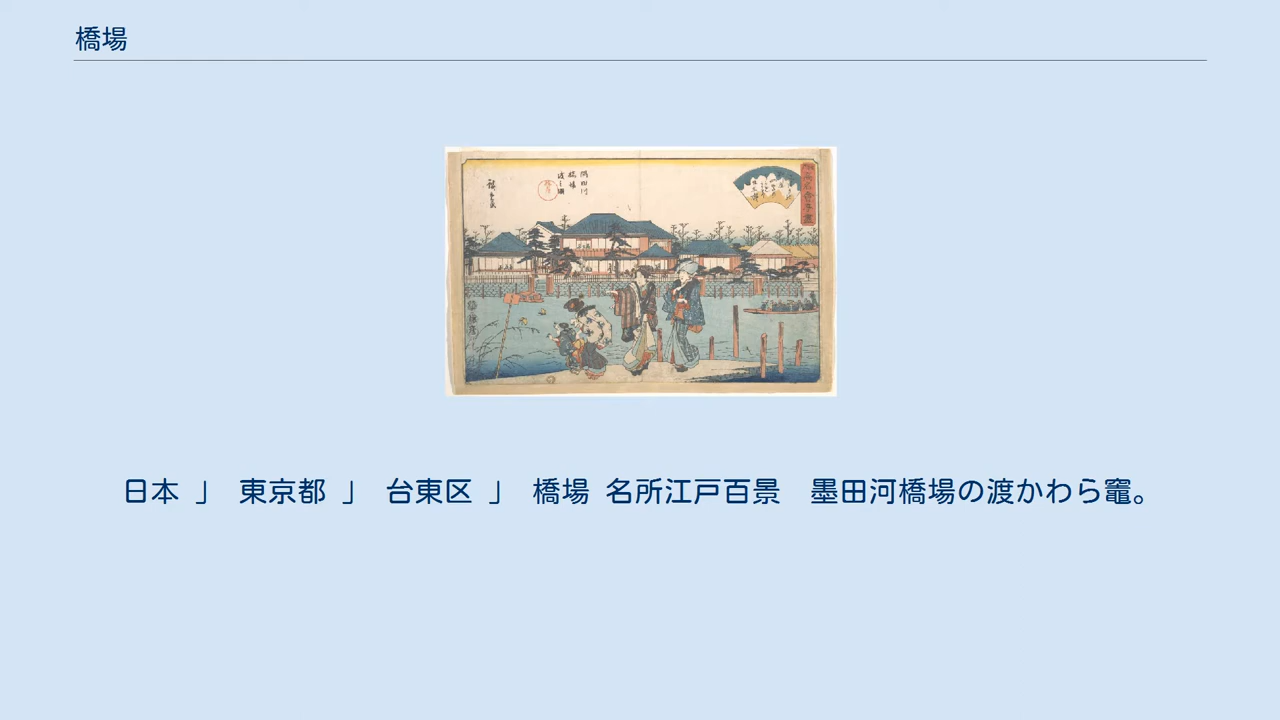 橋場
日本 」 東京都 」 台東区 」 橋場 名所江戸百景　墨田河橋場の渡かわら竈。